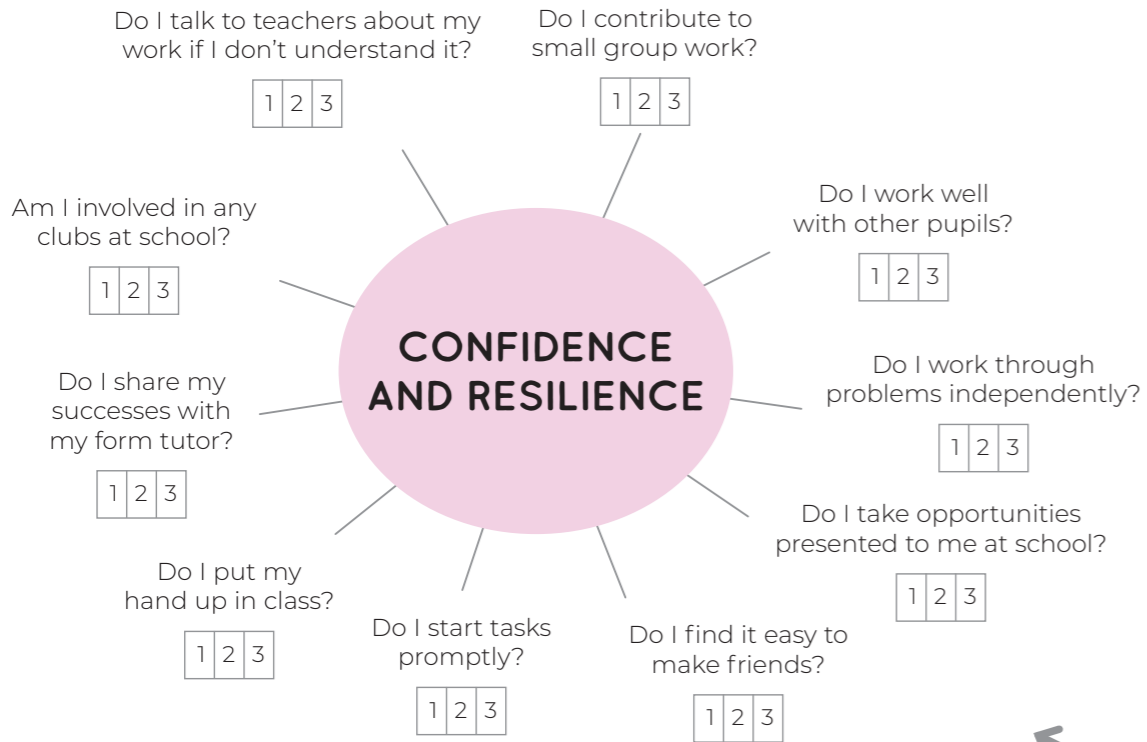 Do I talk to teachers about my
work if I don't understand it?
1 2 3
Do I contribute to
small group work?
1 2 3
Do I work well
with other pupils?
1 2 3
Am I involved in any
clubs at school?
1 2 3
CONFIDENCE
AND RESILIENCE
Do I work through
problems independently?
1 2 3
Do I share my
successes with
my form tutor?
1 2 3
Do I take opportunities
presented to me at school?
1 2 3
Do I put my
hand up in class?
1 2 3
Do I start tasks
promptly?
1 2 3
Do I find it easy to
make friends?
1 2 3